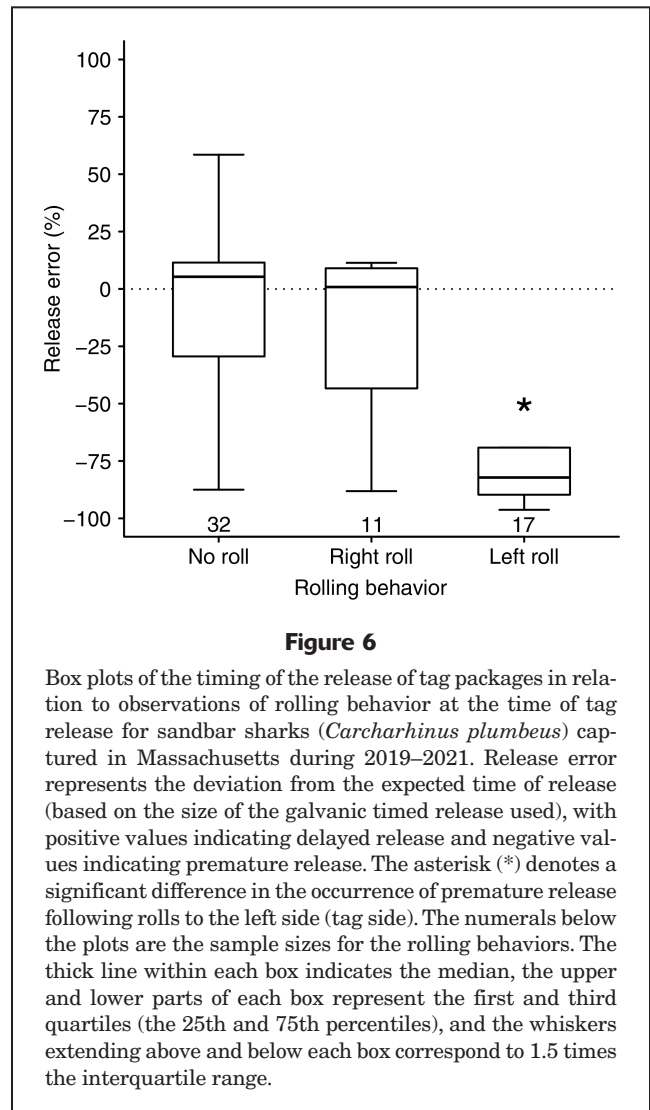 100
75
50
25
0
−25
−50
−75
−100
Release error (%)
*
32 11 17
No roll Right roll Left roll
Rolling behavior
Figure 6
Box plots of the timing of the release of tag packages in rela-
tion to observations of rolling behavior at the time of tag
release for sandbar sharks (Carcharhinus plumbeus) cap-
tured in Massachusetts during 2019–2021. Release error
represents the deviation from the expected time of release
(based on the size of the galvanic timed release used), with
positive values indicating delayed release and negative val-
ues indicating premature release. The asterisk (*) denotes a
significant difference in the occurrence of premature release
following rolls to the left side (tag side). The numerals below
the plots are the sample sizes for the rolling behaviors. The
thick line within each box indicates the median, the upper
and lower parts of each box represent the first and third
quartiles (the 25th and 75th percentiles), and the whiskers
extending above and below each box correspond to 1.5 times
the interquartile range.